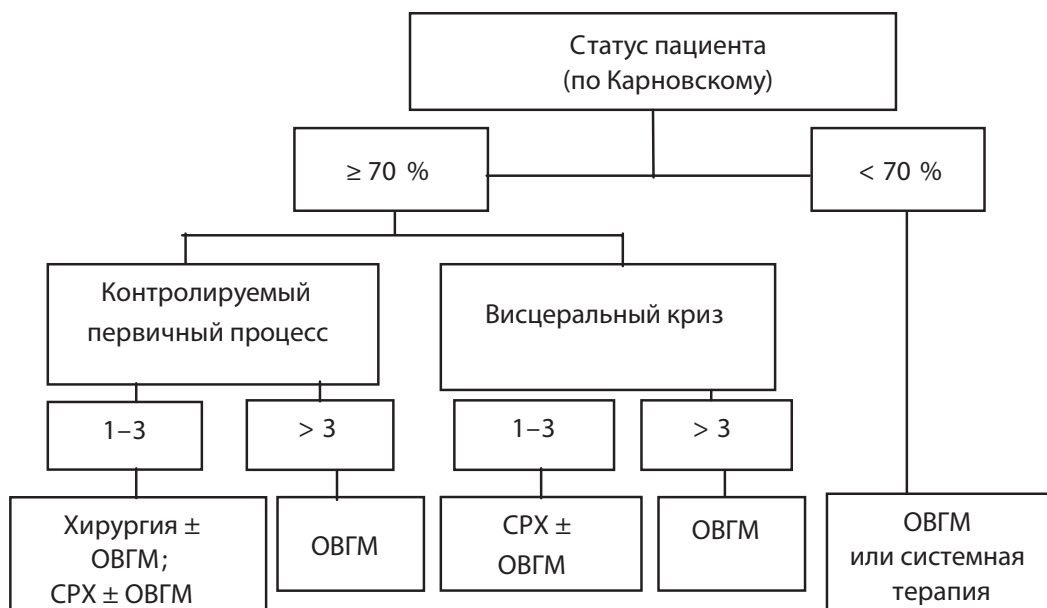 Статус пациента
(по Карновскому)
≥ 70 %
< 70 %
Контролируемый
первичный процесс
Висцеральный криз
1–3
> 3
1–3
> 3
Хирургия ±
ОВГМ;
СРХ ± ОВГМ
ОВГМ
СРХ ±
ОВГМ
ОВГМ
ОВГМ
или системная
терапия